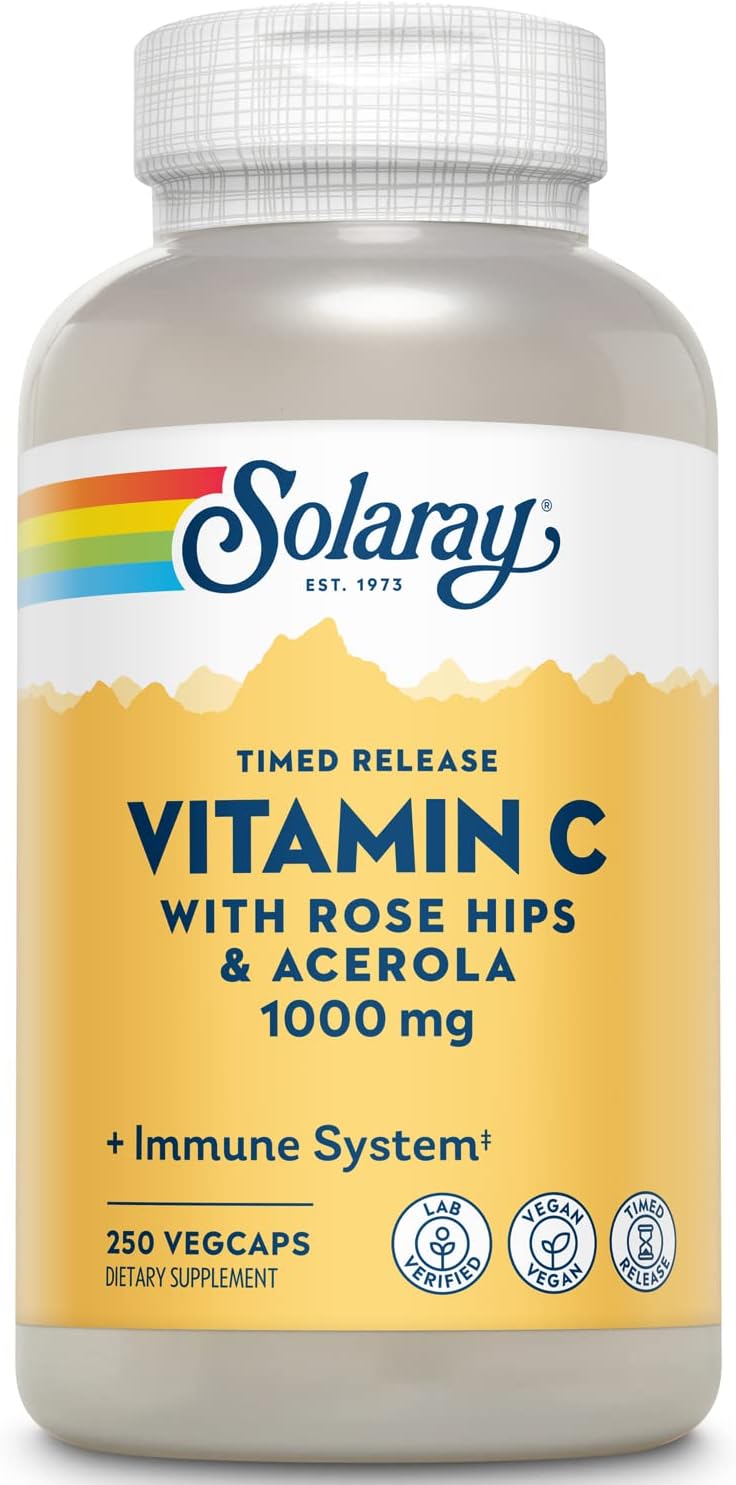 Solaray®
EST. 1973
TIMED RELEASE
VITAMIN C
WITH ROSE HIPS
& ACEROLA
1000 mg
+ Immune System‡
250 VEGCAPS
DIETARY SUPPLEMENT
LAB
VERIFIED
VEGAN
VEGAN
TIMED
RELEASE